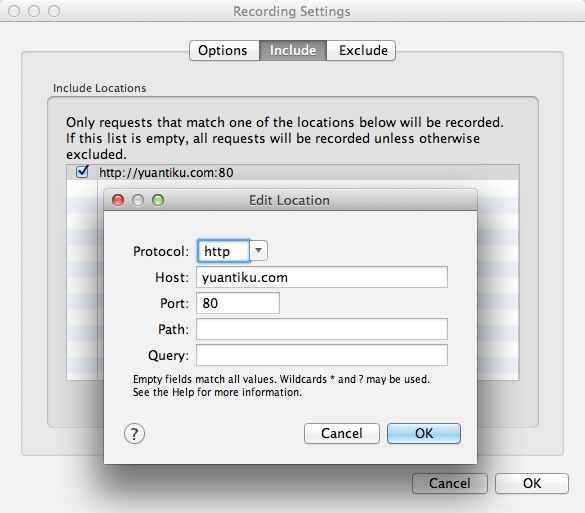 Recording Settings
Options
Include
Exclude
Include Locations
Only requests that match one of the locations below will be recorded.
If this list is empty, all requests will be recorded unless otherwise
excluded.
http://yuantiku.com:80
Edit Location
Protocol: http
Host: yuantiku.com
Port: 80
Path:
Query:
Empty fields match all values. Wildcards * and ? may be used.
See the Help for more information.
?
Cancel
OK
Cancel
OK